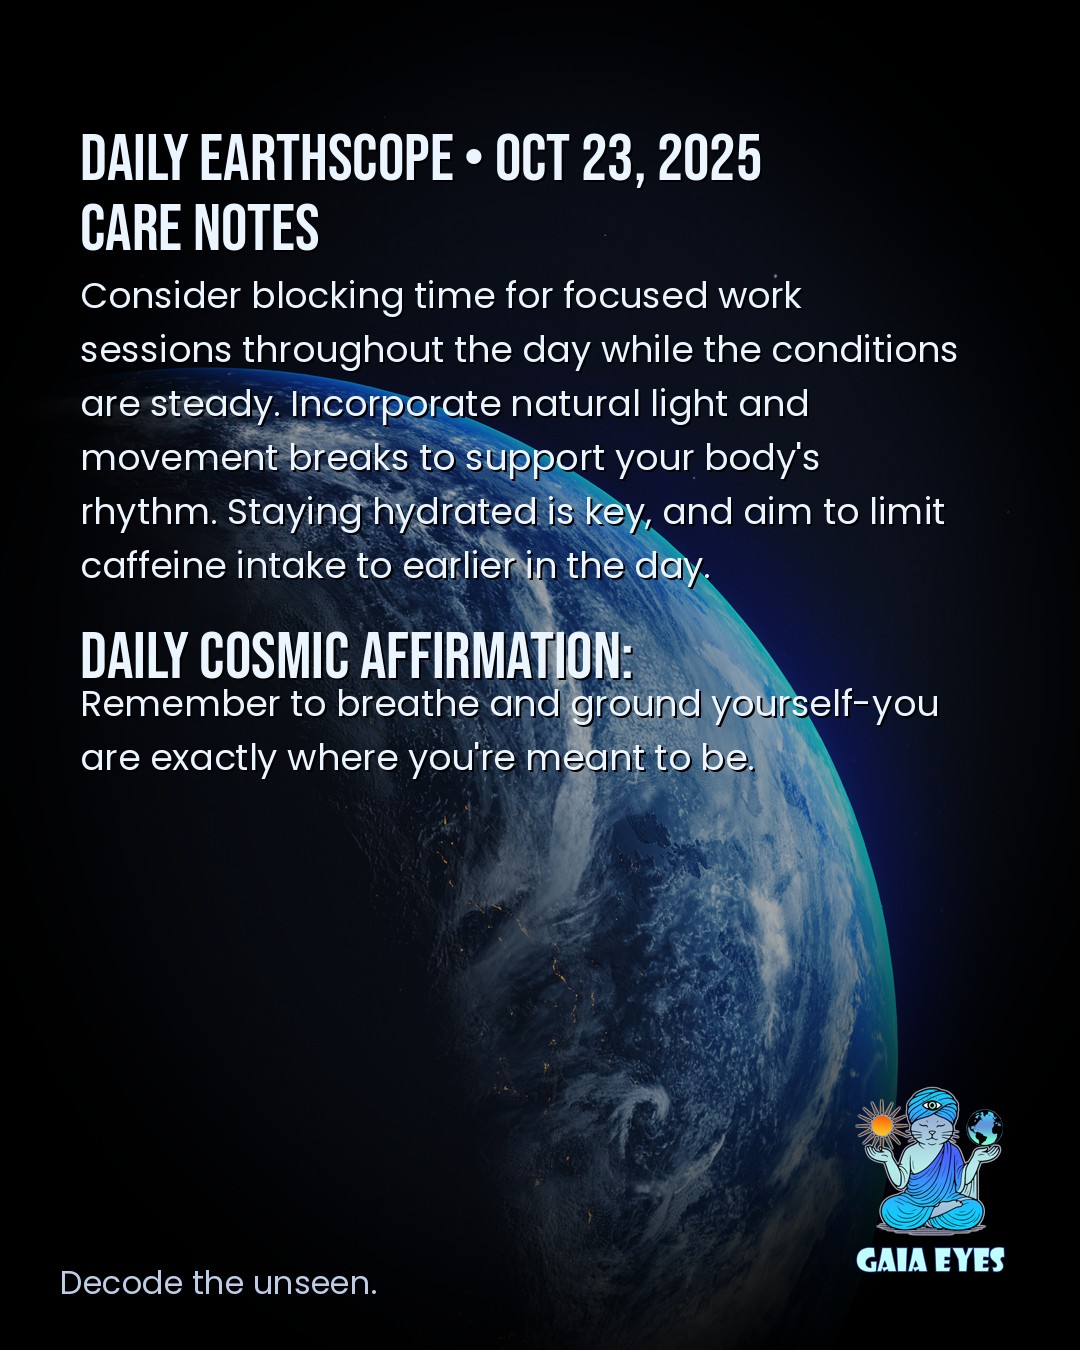 DAILY EARTHSCOPE • OCT 23, 2025
CARE NOTES
Consider blocking time for focused work
sessions throughout the day while the conditions
are steady. Incorporate natural light and
movement breaks to support your body's
rhythm. Staying hydrated is key, and aim to limit
caffeine intake to earlier in the day.
DAILY COSMIC AFFIRMATION:
Remember to breathe and ground yourself-you
are exactly where you're meant to be.
GAIA EYES
Decode the unseen.